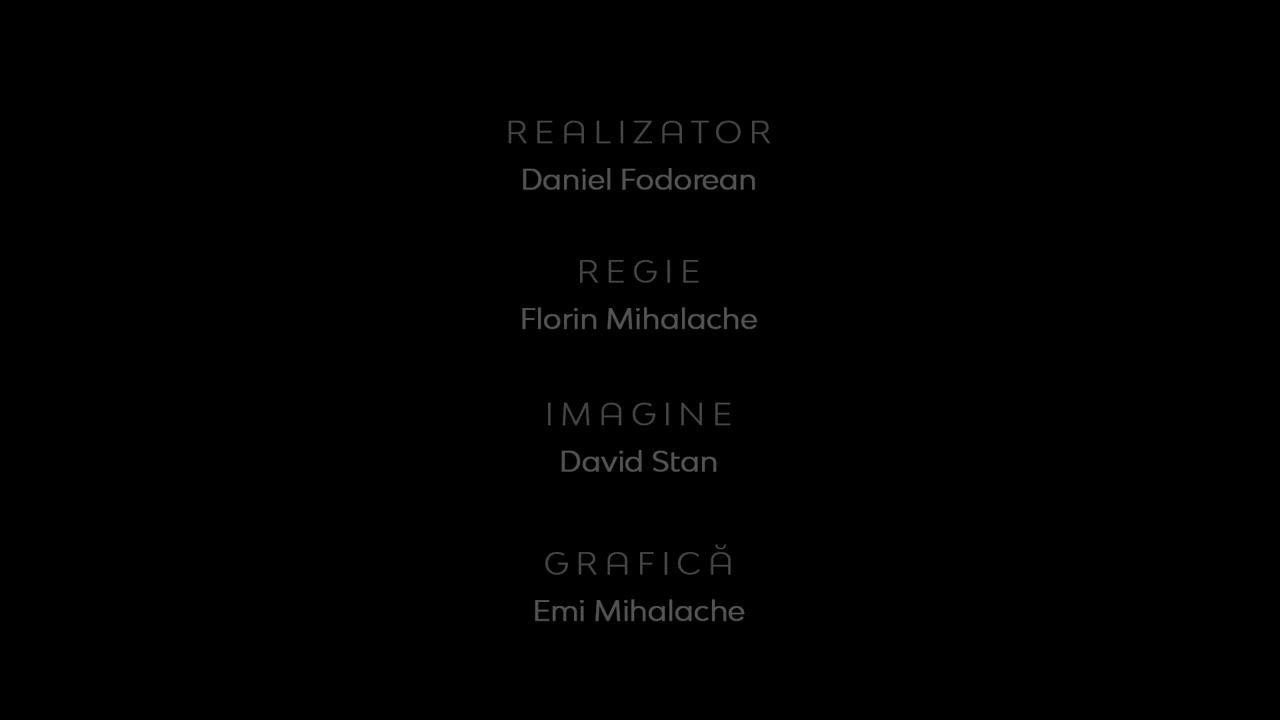 REALIZATOR
Daniel Fodorean
REGIE
Florin Mihalache
IMAGINE
David Stan
GRAFICĂ
Emi Mihalache